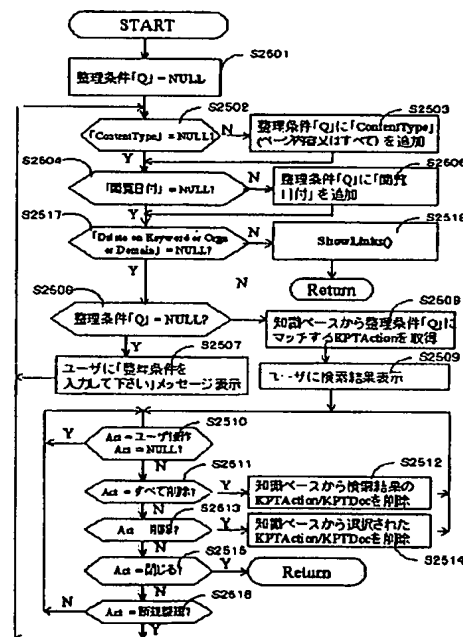 START
S2501
整理条件「Q」= NULL
S2502
「ContentType」= NULL?
N
Y
S2503
整理条件「Q」に「ContentType」
(ページ内容又はすべて) を追加
S2504
「閲覧日付」= NULL?
N
Y
整理条件「Q」に「閲覧
日付」を追加
S2517
「Delete on Keyword or Orga
or Domain」= NULL?
N
Y
S2518
ShowLinks()
Return
整理条件「Q」= NULL?
N
Y
知識ベースから整理条件「Q」に
マッチするKPTActionを取得
S2507
ユーザに「整理条件を
入力して下さい」メッセージ表示
S2509
ユーザに検索結果表示
S2510
Act = ユーザ操作
Act = NULL?
Y
N
S2511
Act = すべて削除?
Y
N
S2512
知識ベースから検索結果の
KPTAction/KPTDocを削除
S2513
Act = 削除?
Y
N
知識ベースから選択された
KPTAction/KPTDocを削除
S2514
S2515
Act = 閉じる?
Y
N
Return
Act = 新規整理?
N
Y